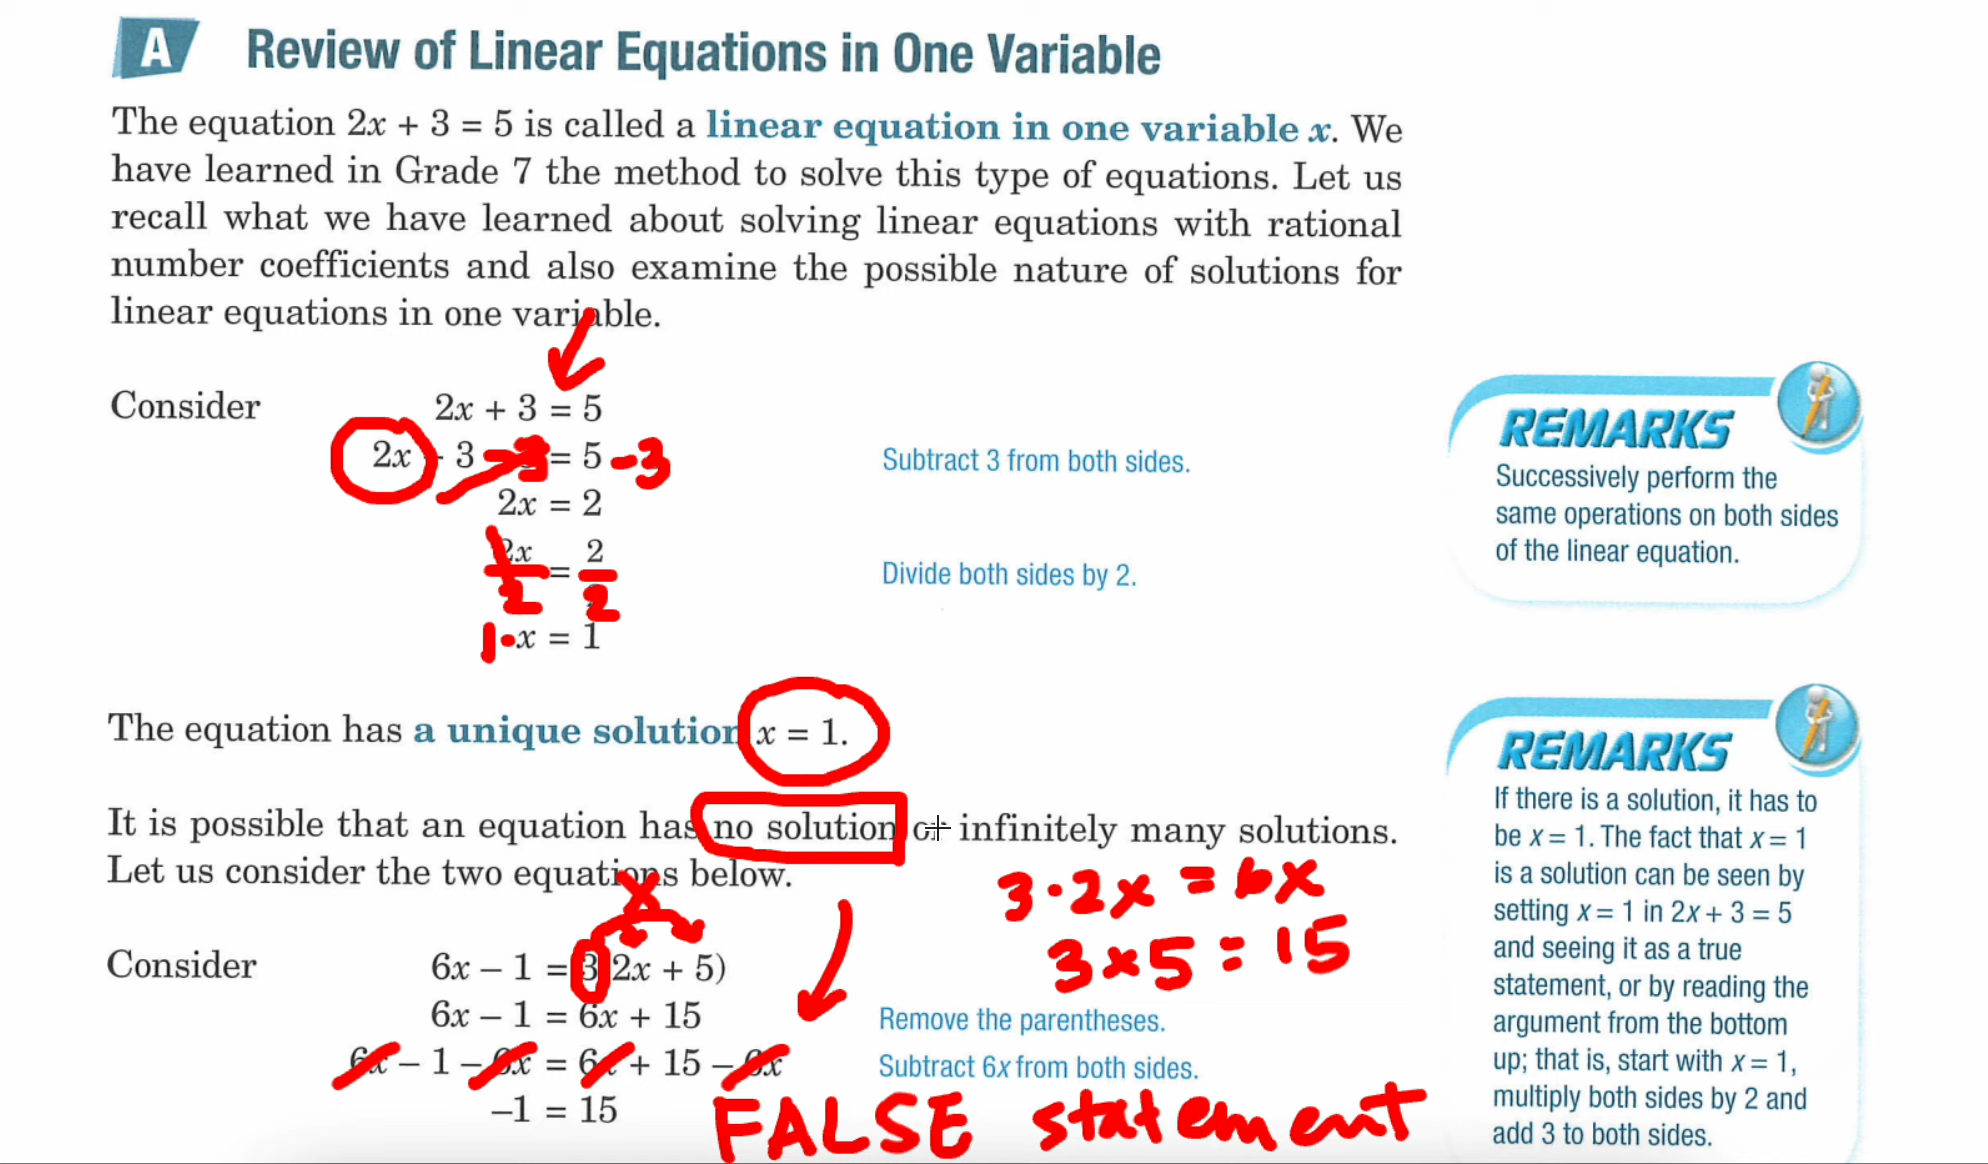 A Review of Linear Equations in One Variable
The equation 2x + 3 = 5 is called a linear equation in one variable x. We
have learned in Grade 7 the method to solve this type of equations. Let us
recall what we have learned about solving linear equations with rational
number coefficients and also examine the possible nature of solutions for
linear equations in one variable.
Consider 2x + 3 = 5
2x + 3 - 3 = 5 - 3 Subtract 3 from both sides.
2x = 2
2x/2 = 2/2 Divide both sides by 2.
1 · x = 1
The equation has a unique solution x = 1.
It is possible that an equation has no solution or infinitely many solutions.
Let us consider the two equations below.
x
3 · 2x = 6x
3 x 5 = 15
Consider 6x – 1 = 3(2x + 5)
6x – 1 = 6x + 15 Remove the parentheses.
6x – 1 – 6x = 6x + 15 – 6x Subtract 6x from both sides.
–1 = 15
FALSE statement
REMARKS
Successively perform the
same operations on both sides
of the linear equation.
REMARKS
If there is a solution, it has to
be x = 1. The fact that x = 1
is a solution can be seen by
setting x = 1 in 2x + 3 = 5
and seeing it as a true
statement, or by reading the
argument from the bottom
up; that is, start with x = 1,
multiply both sides by 2 and
add 3 to both sides.